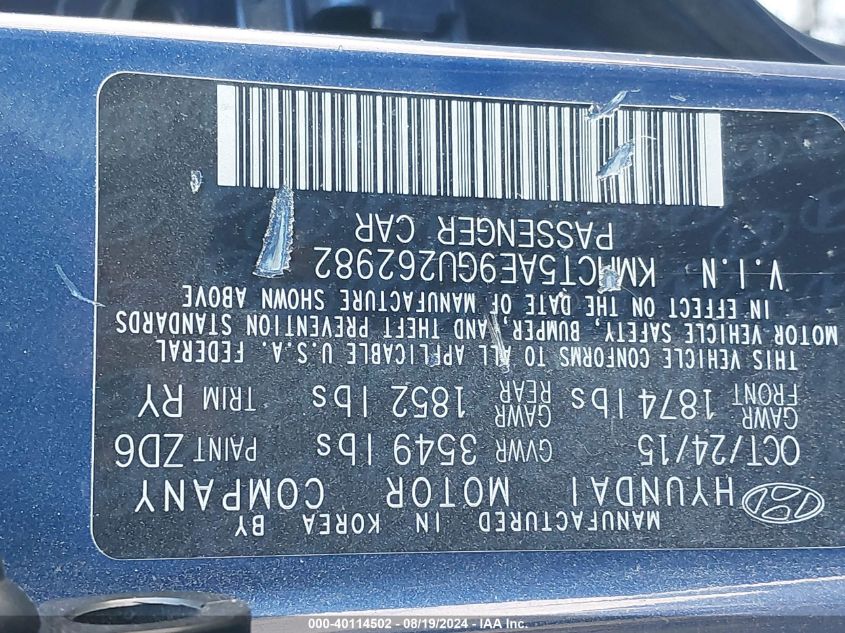 MANUFACTURED IN KOREA BY
HYUNDAI MOTOR COMPANY
OCT/24/15 GVWR 3549 lbs PAINT ZD6
GAWR FRONT 1874 lbs GAWR REAR 1852 lbs TRIM RY
THIS VEHICLE CONFORMS TO ALL APPLICABLE U.S.A. FEDERAL
MOTOR VEHICLE SAFETY, BUMPER, AND THEFT PREVENTION STANDARDS
IN EFFECT ON THE DATE OF MANUFACTURE SHOWN ABOVE
V.I.N KMHCT5AE9GU262982
PASSENGER CAR
000-40114502 - 08/19/2024 - IAA Inc.